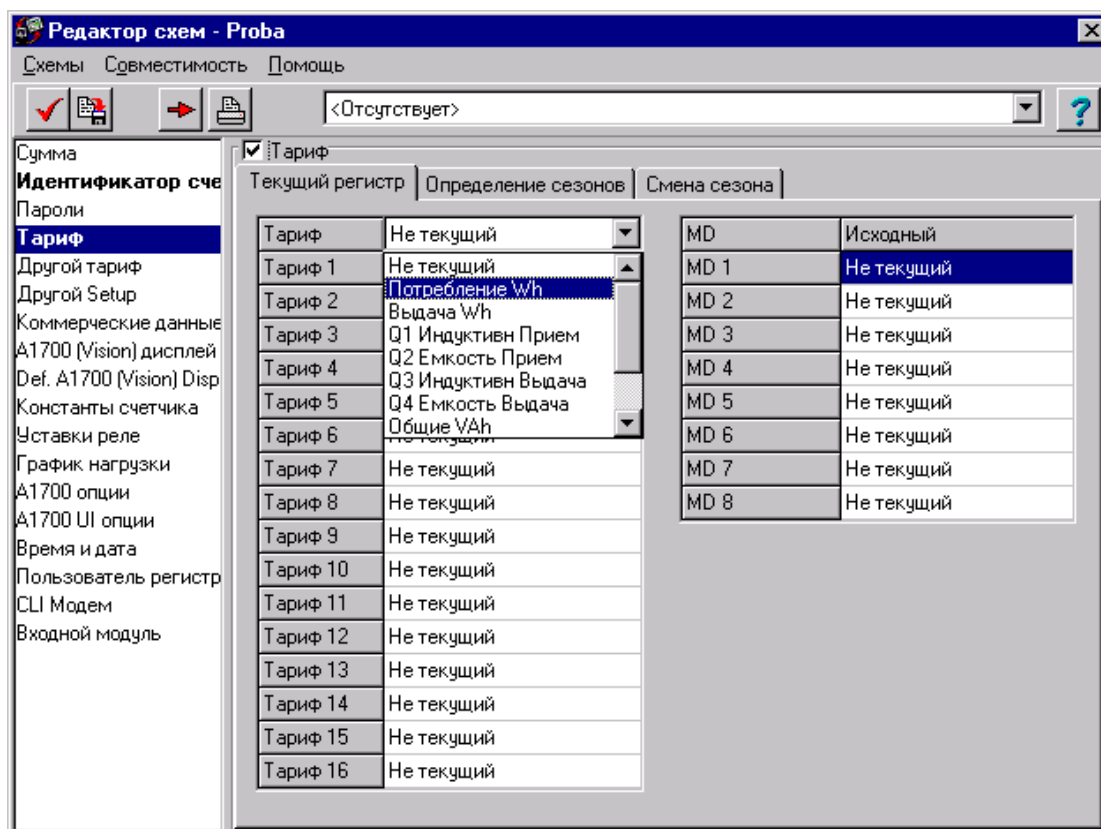 Редактор схем - Proba
Схемы Совместимость Помощь
<Отсутствует>
Сумма
Идентификатор сче
Пароли
Тариф
Другой тариф
Другой Setup
Коммерческие данные
A1700 (Vision) дисплей
Def. A1700 (Vision) Disp
Константы счетчика
Уставки реле
График нагрузки
A1700 опции
A1700 UI опции
Время и дата
Пользователь регистр
CLI Модем
Входной модуль
Тариф
Текущий регистр Определение сезонов Смена сезона
Тариф Не текущий
Тариф 1
Тариф 2
Тариф 3
Тариф 4
Тариф 5
Тариф 6
Не текущий
Потребление Wh
Выдача Wh
Q1 Индуктивн Прием
Q2 Емкость Прием
Q3 Индуктивн Выдача
Q4 Емкость Выдача
Общие VAh
Тариф 7 Не текущий
Тариф 8 Не текущий
Тариф 9 Не текущий
Тариф 10 Не текущий
Тариф 11 Не текущий
Тариф 12 Не текущий
Тариф 13 Не текущий
Тариф 14 Не текущий
Тариф 15 Не текущий
Тариф 16 Не текущий
MD Исходный
MD 1 Не текущий
MD 2 Не текущий
MD 3 Не текущий
MD 4 Не текущий
MD 5 Не текущий
MD 6 Не текущий
MD 7 Не текущий
MD 8 Не текущий